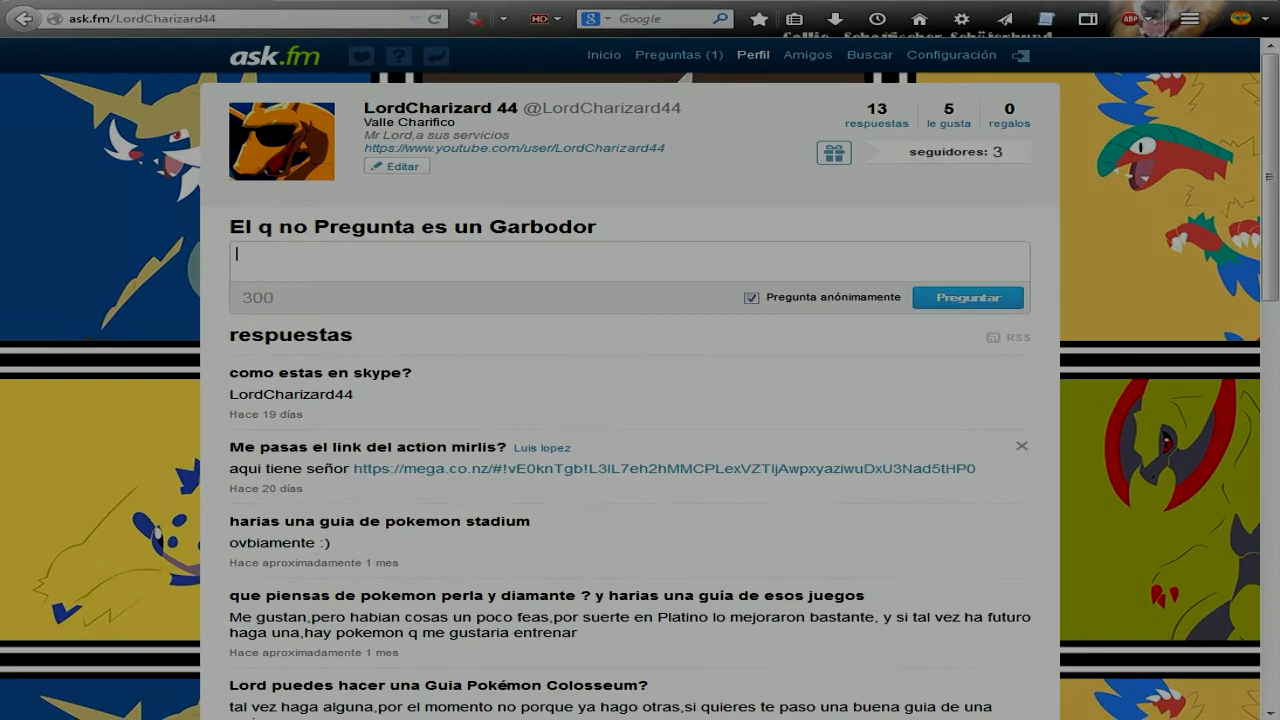 ask.fm/LordCharizard44
HD
Google
ABP
ask.fm
Inicio Preguntas (1) Perfil Amigos Buscar Configuración
LordCharizard 44 @LordCharizard44
Valle Charifico
Mr Lord,a sus servicios
https://www.youtube.com/user/LordCharizard44
Editar
13 5 0
respuestas le gusta regalos
seguidores: 3
El q no Pregunta es un Garbodor
300
Pregunta anónimamente Preguntar
respuestas
RSS
como estas en skype?
LordCharizard44
Hace 19 días
Me pasas el link del action mirlis? Luis lopez
aqui tiene señor https://mega.co.nz/#!vE0knTgb!L3IL7eh2hMMCPLexVZTIjAwpxyaziwuDxU3Nad5tHP0
Hace 20 días
harias una guia de pokemon stadium
ovbiamente :)
Hace aproximadamente 1 mes
que piensas de pokemon perla y diamante ? y harias una guía de esos juegos
Me gustan,pero habian cosas un poco feas,por suerte en Platino lo mejoraron bastante, y si tal vez ha futuro
haga una,hay pokemon q me gustaria entrenar
Hace aproximadamente 1 mes
Lord puedes hacer una Guia Pokémon Colosseum?
tal vez haga alguna,por el momento no porque ya hago otras,si quieres te paso una buena guia de una